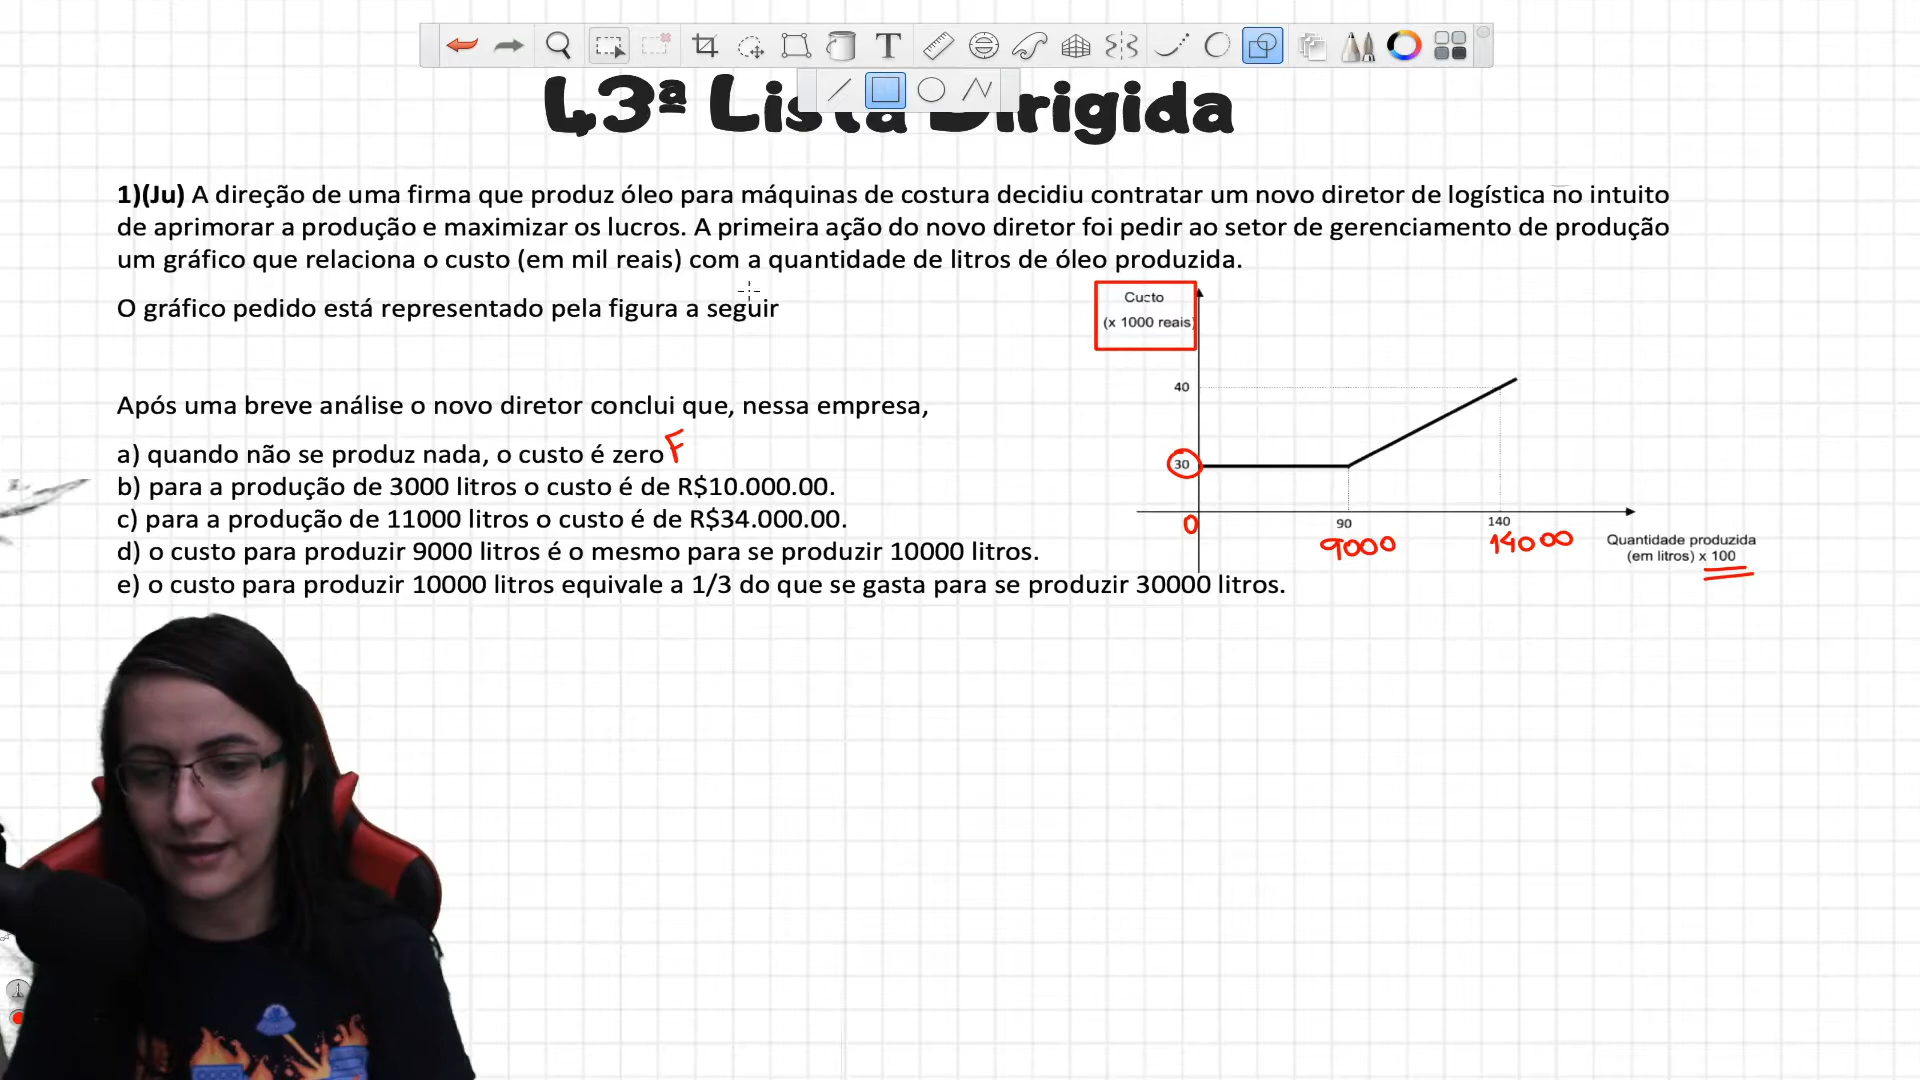 43ª Lista Dirigida
1)(Ju) A direção de uma firma que produz óleo para máquinas de costura decidiu contratar um novo diretor de logística no intuito
de aprimorar a produção e maximizar os lucros. A primeira ação do novo diretor foi pedir ao setor de gerenciamento de produção
um gráfico que relaciona o custo (em mil reais) com a quantidade de litros de óleo produzida.
O gráfico pedido está representado pela figura a seguir
Custo
(x 1000 reais)
40
30
0
90
140
9000
14000
Quantidade produzida
(em litros) x 100
Após uma breve análise o novo diretor conclui que, nessa empresa,
a) quando não se produz nada, o custo é zero F
b) para a produção de 3000 litros o custo é de R$10.000.00.
c) para a produção de 11000 litros o custo é de R$34.000.00.
d) o custo para produzir 9000 litros é o mesmo para se produzir 10000 litros.
e) o custo para produzir 10000 litros equivale a 1/3 do que se gasta para se produzir 30000 litros.